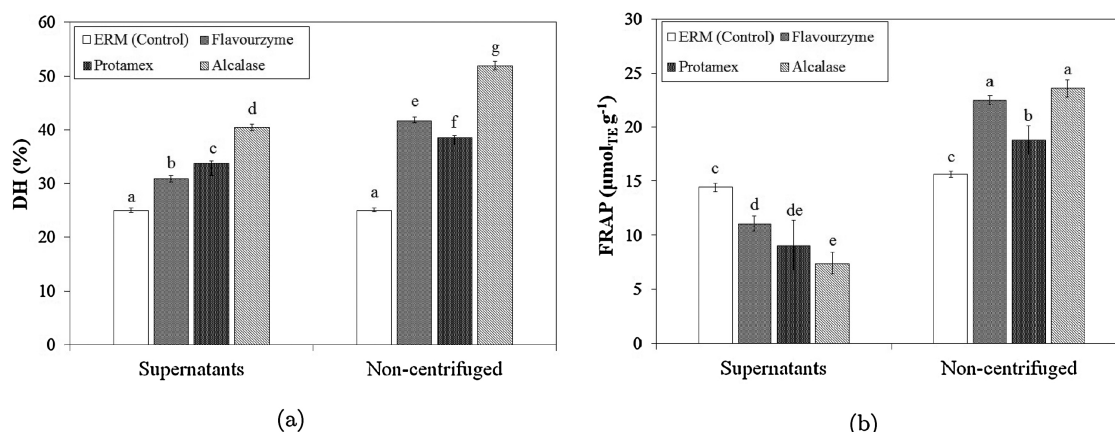 60
50
40
30
20
10
0
DH (%)
ERM (Control) Flavourzyme
Protamex Alcalase
a
b
c
d
a
e
f
g
Supernatants Non-centrifuged
(a)
30
25
20
15
10
5
0
FRAP (µmolTE g-1)
ERM (Control) Flavourzyme
Protamex Alcalase
c
d
de
e
c
a
b
a
Supernatants Non-centrifuged
(b)